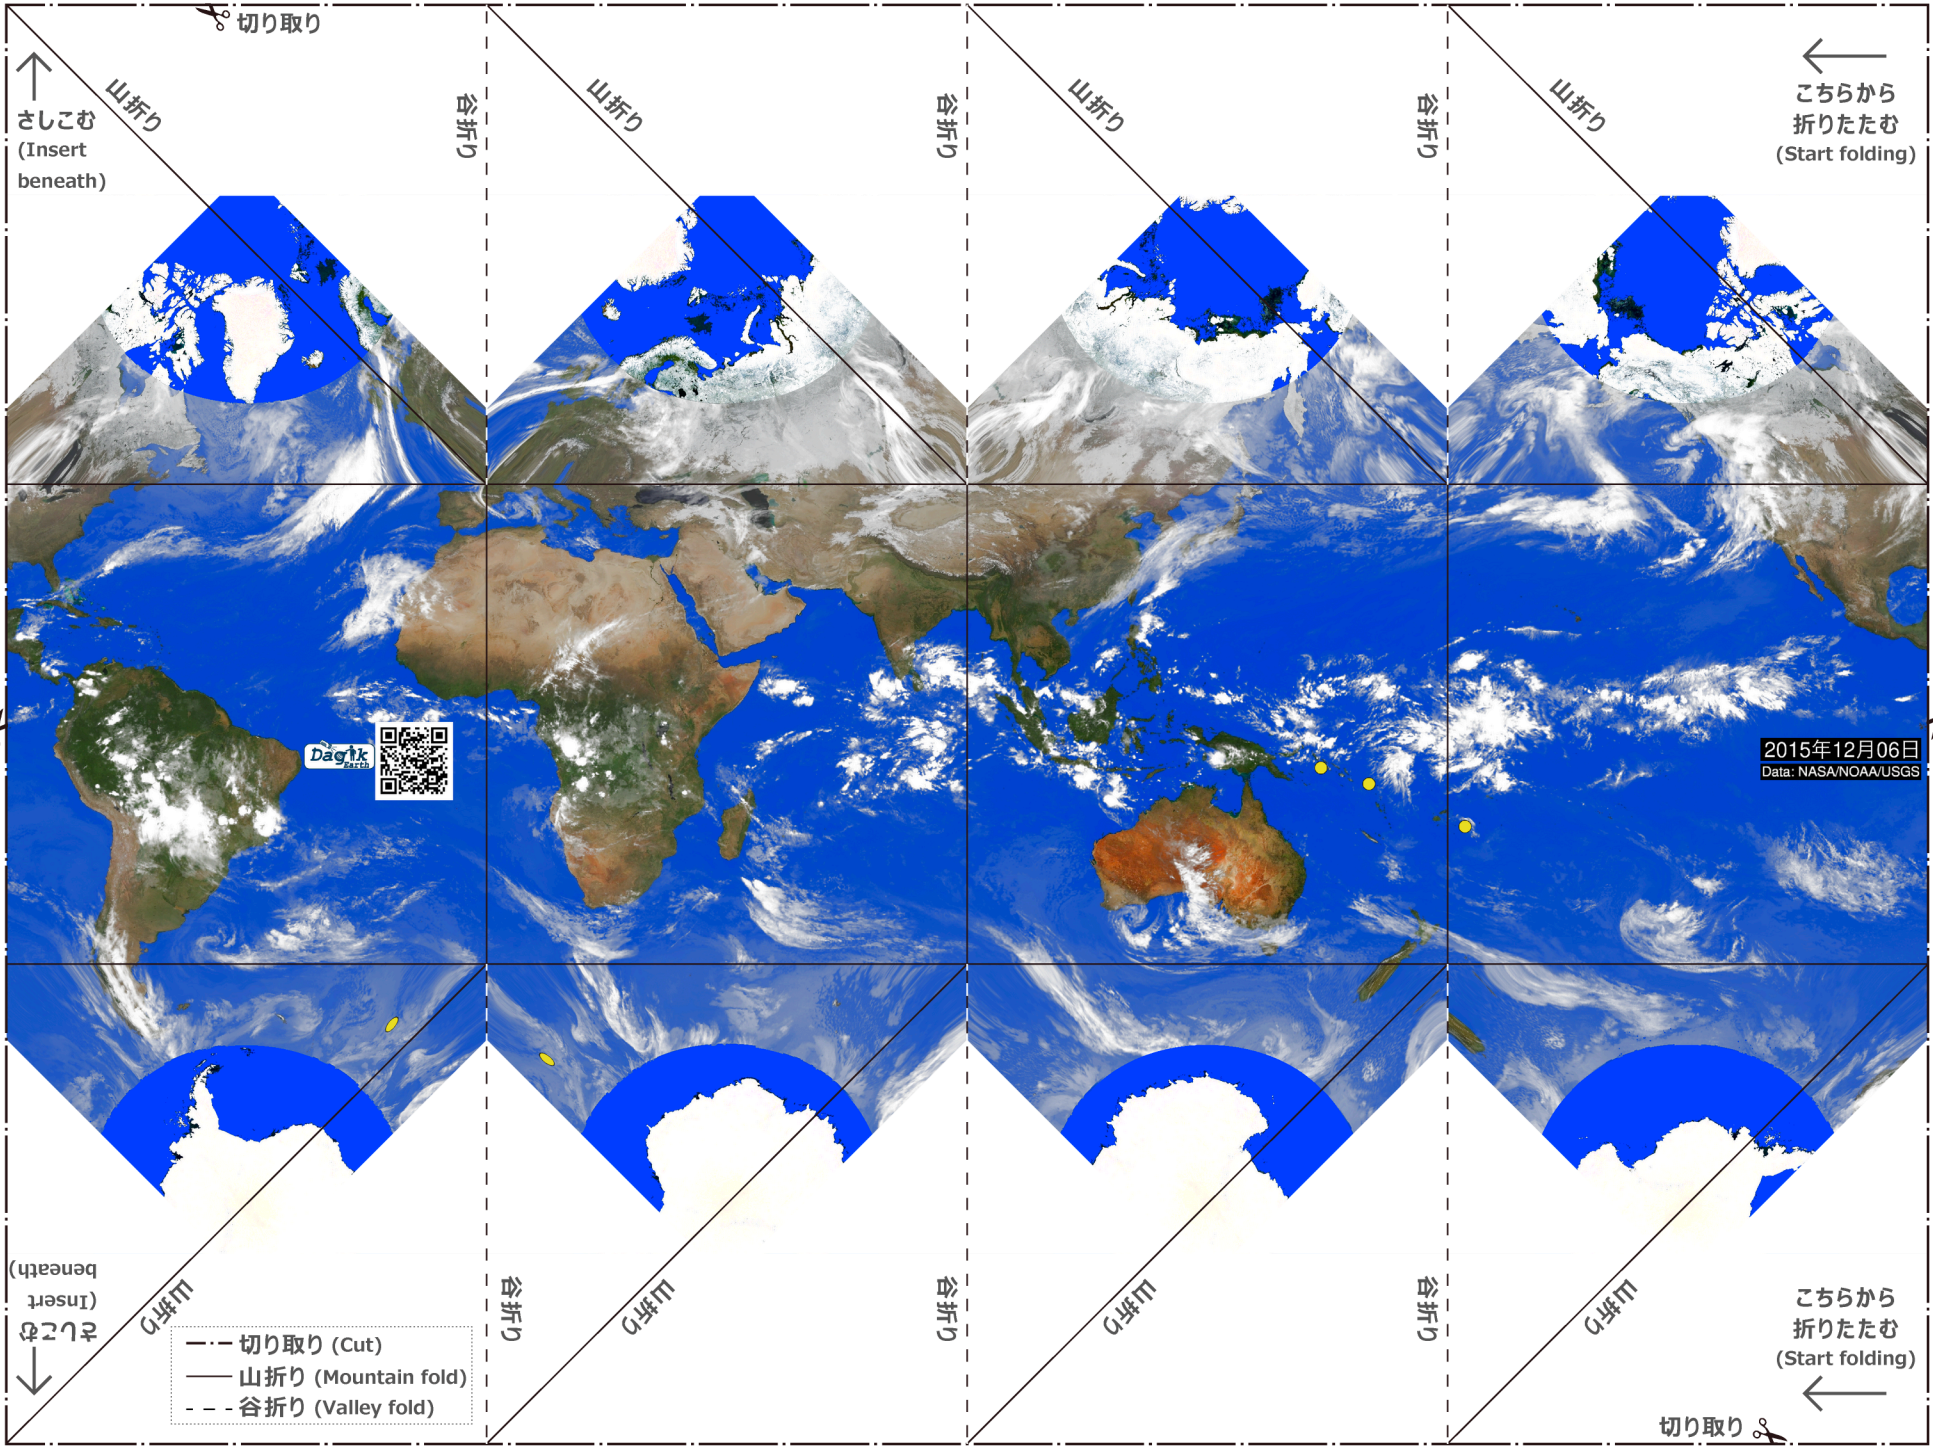 切り取り
山折り
谷折り
山折り
谷折り
山折り
谷折り
山折り
さしこむ
(Insert
beneath)
こちらから
折りたたむ
(Start folding)
Dagik
Earth
2015年12月06日
Data: NASA/NOAA/USGS
さしこむ
(Insert
beneath)
山折り
谷折り
山折り
谷折り
山折り
谷折り
山折り
こちらから
折りたたむ
(Start folding)
切り取り (Cut)
山折り (Mountain fold)
谷折り (Valley fold)
切り取り